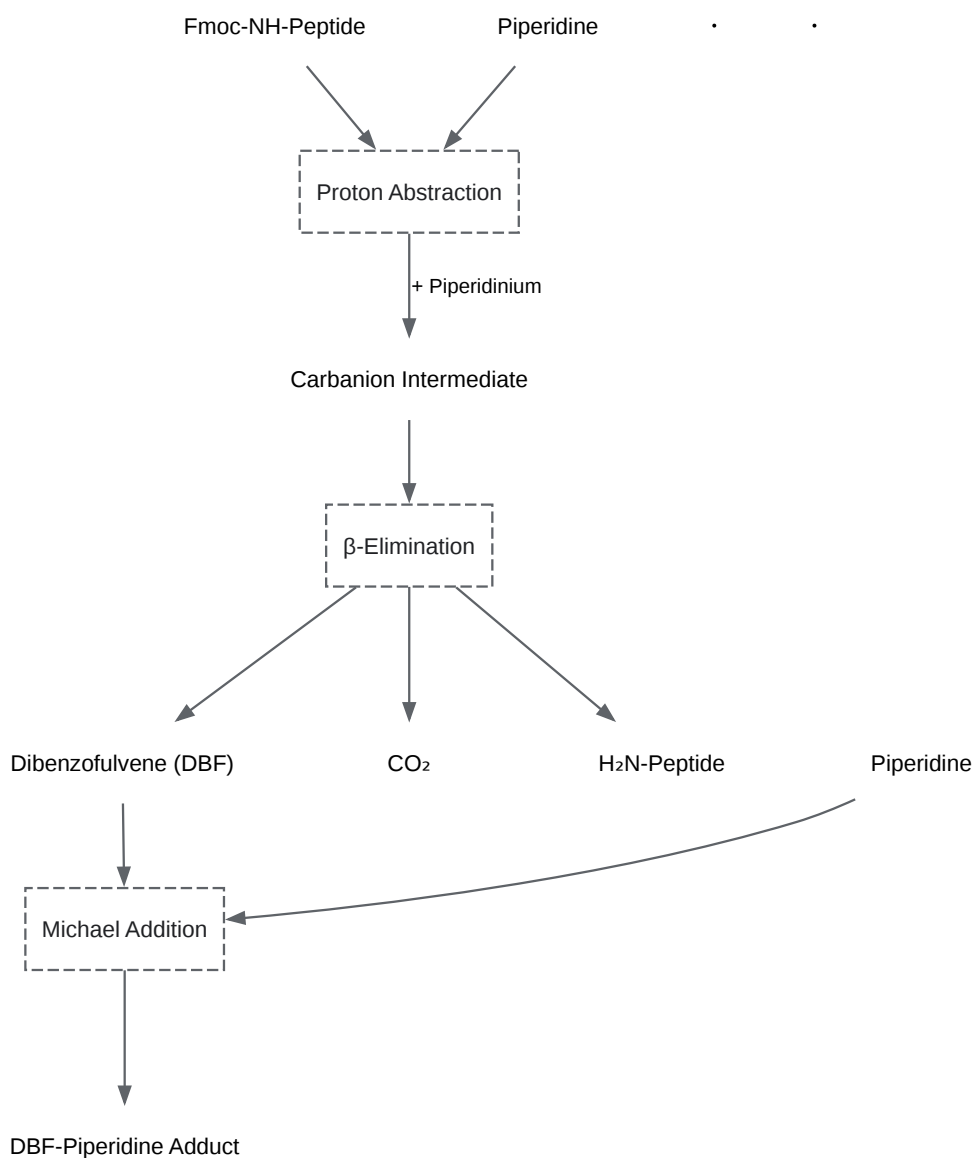 Fmoc-NH-Peptide
Piperidine
Proton Abstraction
+ Piperidinium
Carbanion Intermediate
β-Elimination
Dibenzofulvene (DBF)
CO₂
H₂N-Peptide
Piperidine
Michael Addition
DBF-Piperidine Adduct